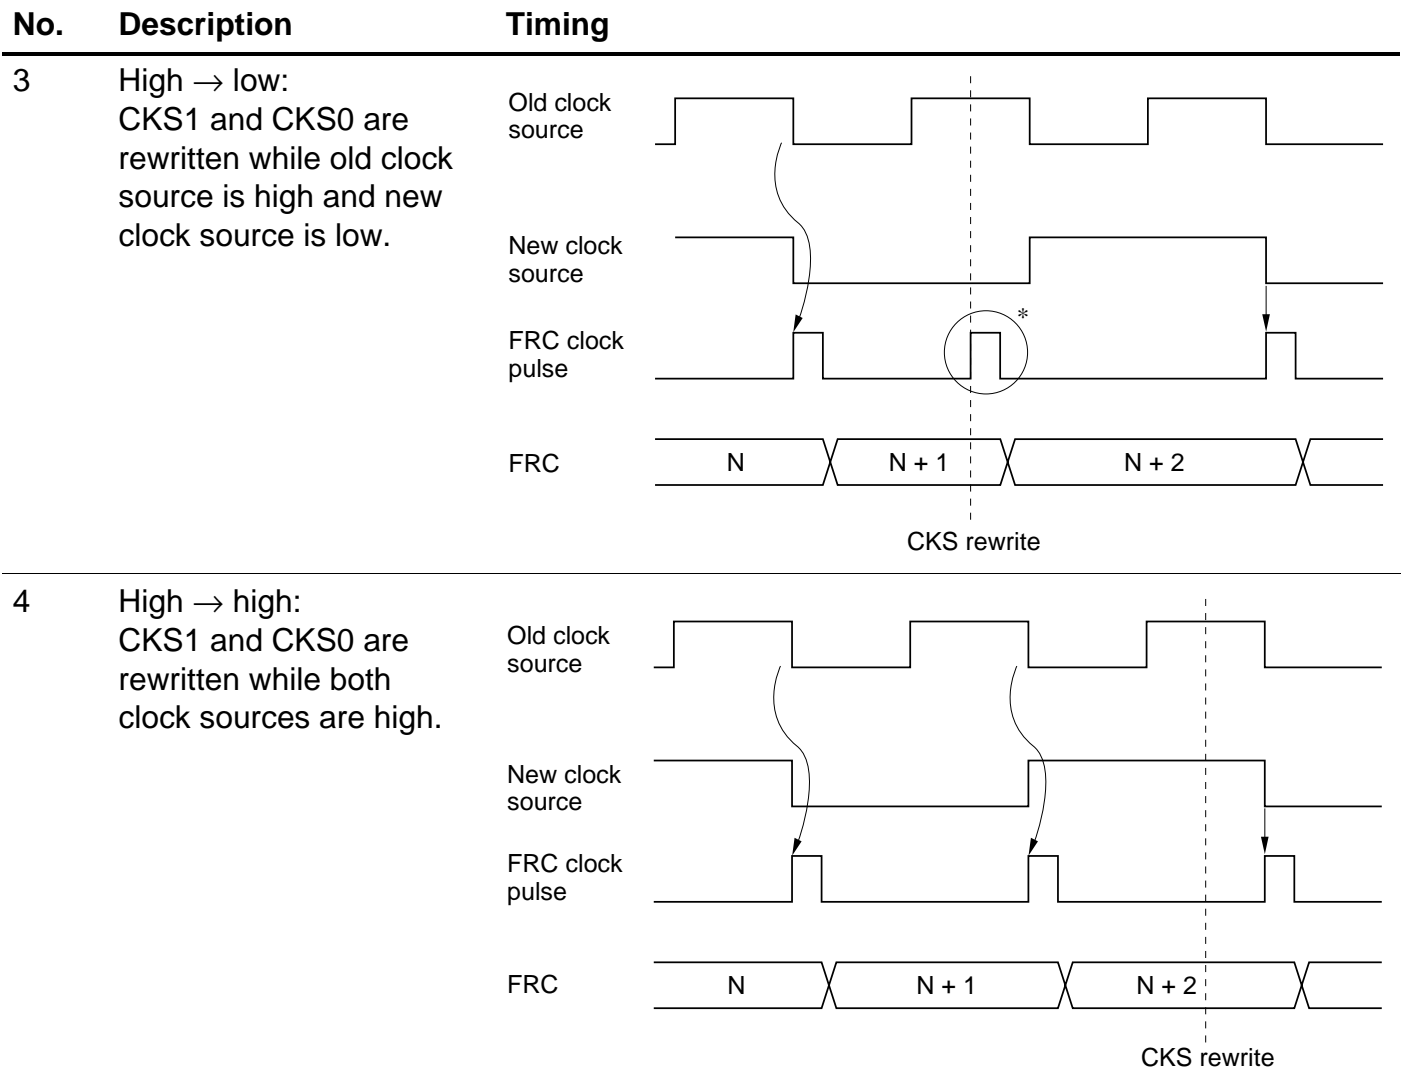 No. Description Timing
3 High → low:
CKS1 and CKS0 are
rewritten while old clock
source is high and new
clock source is low.
Old clock
source
New clock
source
*
FRC clock
pulse
FRC N N + 1 N + 2
CKS rewrite
4 High → high:
CKS1 and CKS0 are
rewritten while both
clock sources are high.
Old clock
source
New clock
source
FRC clock
pulse
FRC N N + 1 N + 2
CKS rewrite